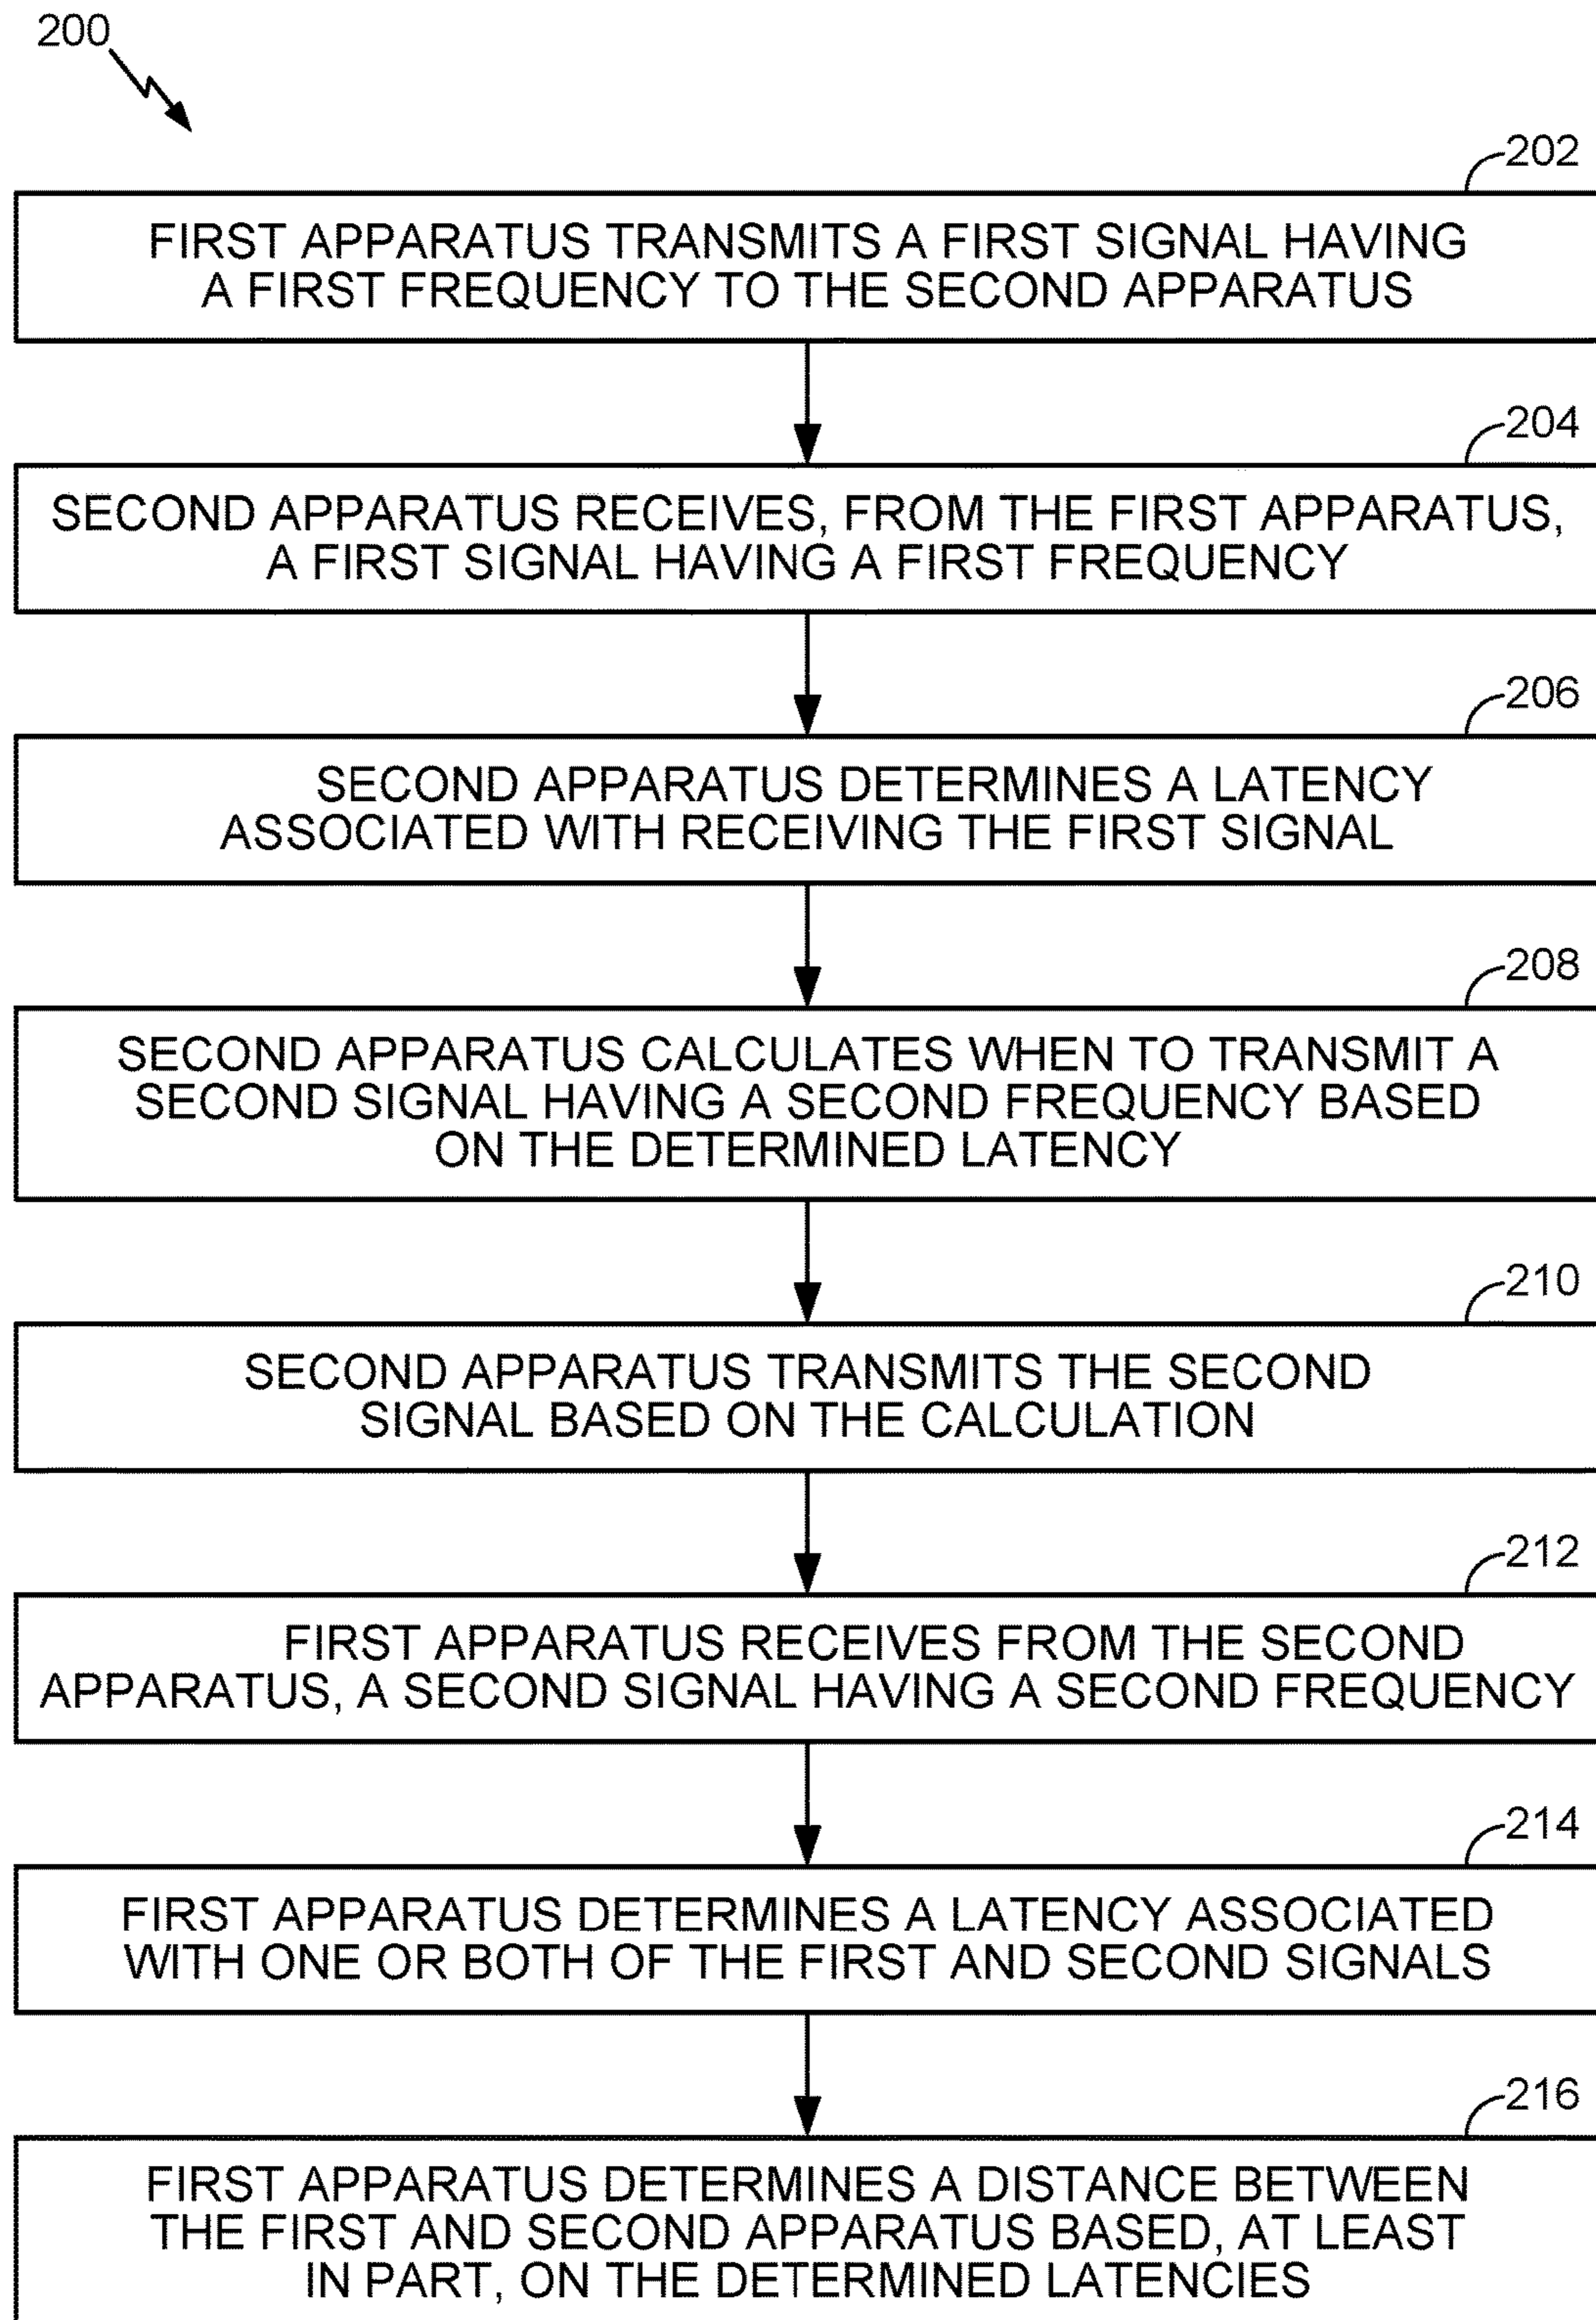 200
202
FIRST APPARATUS TRANSMITS A FIRST SIGNAL HAVING
A FIRST FREQUENCY TO THE SECOND APPARATUS
204
SECOND APPARATUS RECEIVES, FROM THE FIRST APPARATUS,
A FIRST SIGNAL HAVING A FIRST FREQUENCY
206
SECOND APPARATUS DETERMINES A LATENCY
ASSOCIATED WITH RECEIVING THE FIRST SIGNAL
208
SECOND APPARATUS CALCULATES WHEN TO TRANSMIT A
SECOND SIGNAL HAVING A SECOND FREQUENCY BASED
ON THE DETERMINED LATENCY
210
SECOND APPARATUS TRANSMITS THE SECOND
SIGNAL BASED ON THE CALCULATION
212
FIRST APPARATUS RECEIVES FROM THE SECOND
APPARATUS, A SECOND SIGNAL HAVING A SECOND FREQUENCY
214
FIRST APPARATUS DETERMINES A LATENCY ASSOCIATED
WITH ONE OR BOTH OF THE FIRST AND SECOND SIGNALS
216
FIRST APPARATUS DETERMINES A DISTANCE BETWEEN
THE FIRST AND SECOND APPARATUS BASED, AT LEAST
IN PART, ON THE DETERMINED LATENCIES